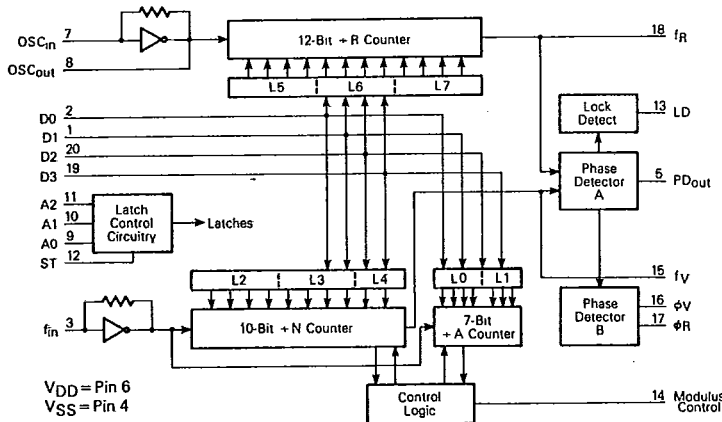 OSCin 7
OSCout 8
12-Bit ÷ R Counter
18 fR
L5 L6 L7
D0 2
D1 1
D2 20
D3 19
Lock Detect
13 LD
Phase Detector A
5 PDout
A2 11
A1 10
A0 9
ST 12
Latch Control Circuitry
Latches
L2 L3 L4
L0 L1
15 fV
fin 3
10-Bit ÷ N Counter
7-Bit ÷ A Counter
Phase Detector B
16 ϕV
17 ϕR
VDD = Pin 6
VSS = Pin 4
Control Logic
14 Modulus Control